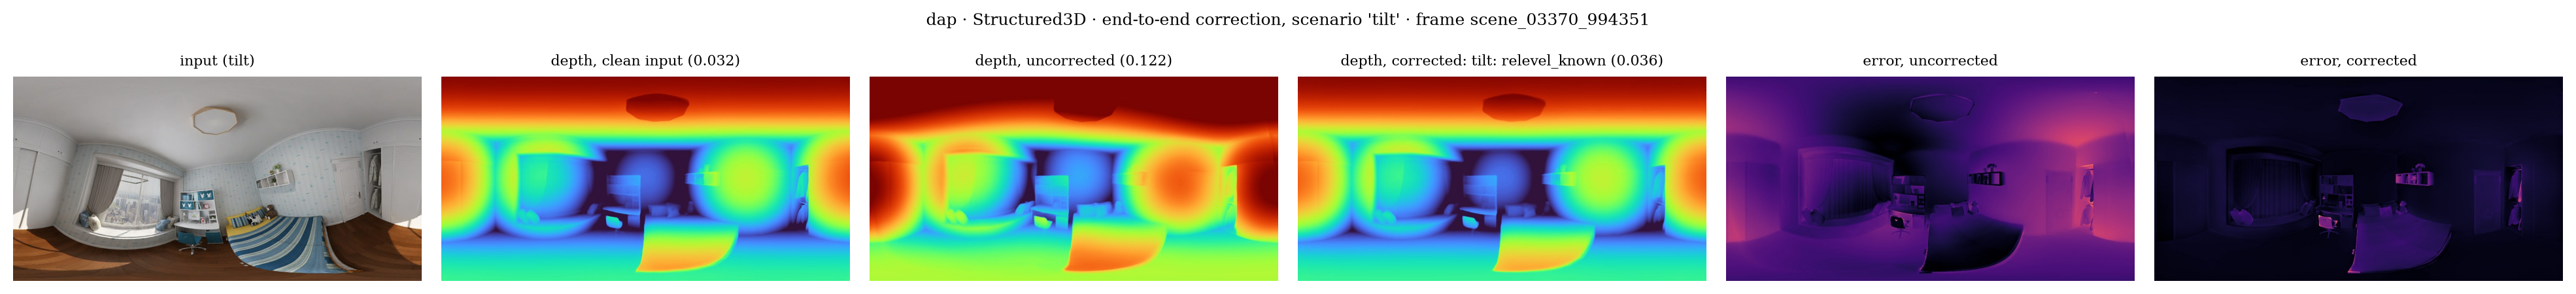 dap · Structured3D · end-to-end correction, scenario 'tilt' · frame scene_03370_994351
input (tilt)
depth, clean input (0.032)
depth, uncorrected (0.122)
depth, corrected: tilt: relevel_known (0.036)
error, uncorrected
error, corrected